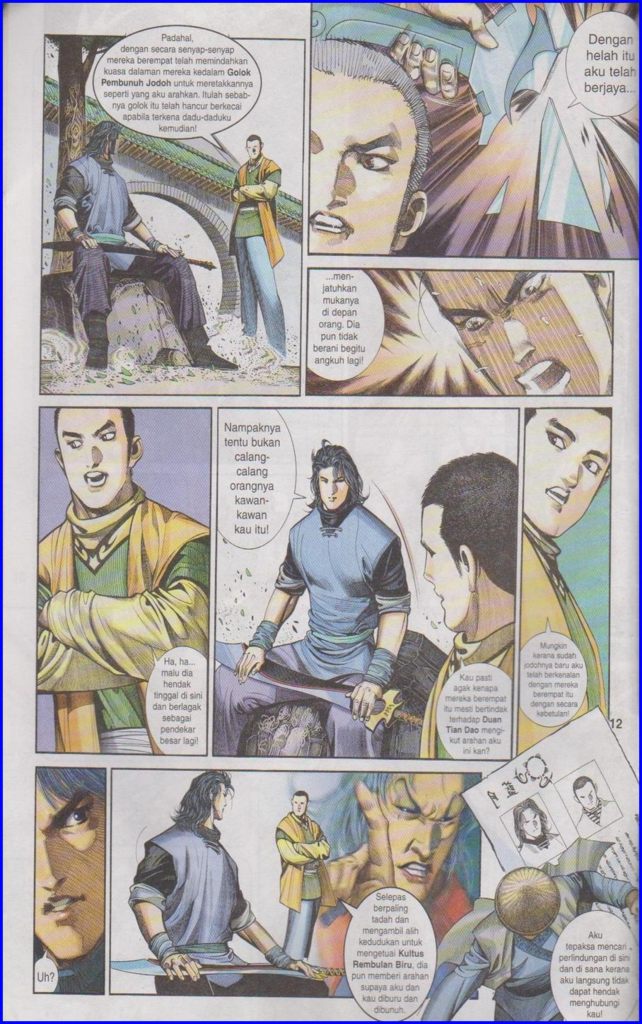 Padahal,
dengan secara senyap-senyap
mereka berempat telah memindahkan
kuasa dalaman mereka kedalam Golok
Pembunuh Jodoh untuk meretakkannya
seperti yang aku arahkan. Itulah sebab-
nya golok itu telah hancur berkecai
apabila terkena dadu-daduku
kemudian!
Dengan
helah itu
aku telah
berjaya...
...men-
jatuhkan
mukanya
di depan
orang. Dia
pun tidak
berani begitu
angkuh lagi!
Ha, ha...
malu dia
hendak
tinggal di sini
dan berlagak
sebagai
pendekar
besar lagi!
Nampaknya
tentu bukan
calang-
calang
orangnya
kawan-
kawan
kau itu!
Kau pasti
agak kenapa
mereka berempat
itu mesti bertindak
terhadap Duan
Tian Dao mengi-
kut arahan aku
ini kan?
Mungkin
kerana sudah
jodohnya baru aku
telah berkenalan
dengan mereka
berempat itu
dengan secara
kebetulan!
12
Uh?
Selepas
berpaling
tadah dan
mengambil alih
kedudukan untuk
mengetuai Kultus
Rembulan Biru, dia
pun memberi arahan
supaya aku dan
kau diburu dan
dibunuh.
Aku
tepaksa mencari
perlindungan di sini
dan di sana kerana
aku langsung tidak
dapat hendak
menghubungi
kau!